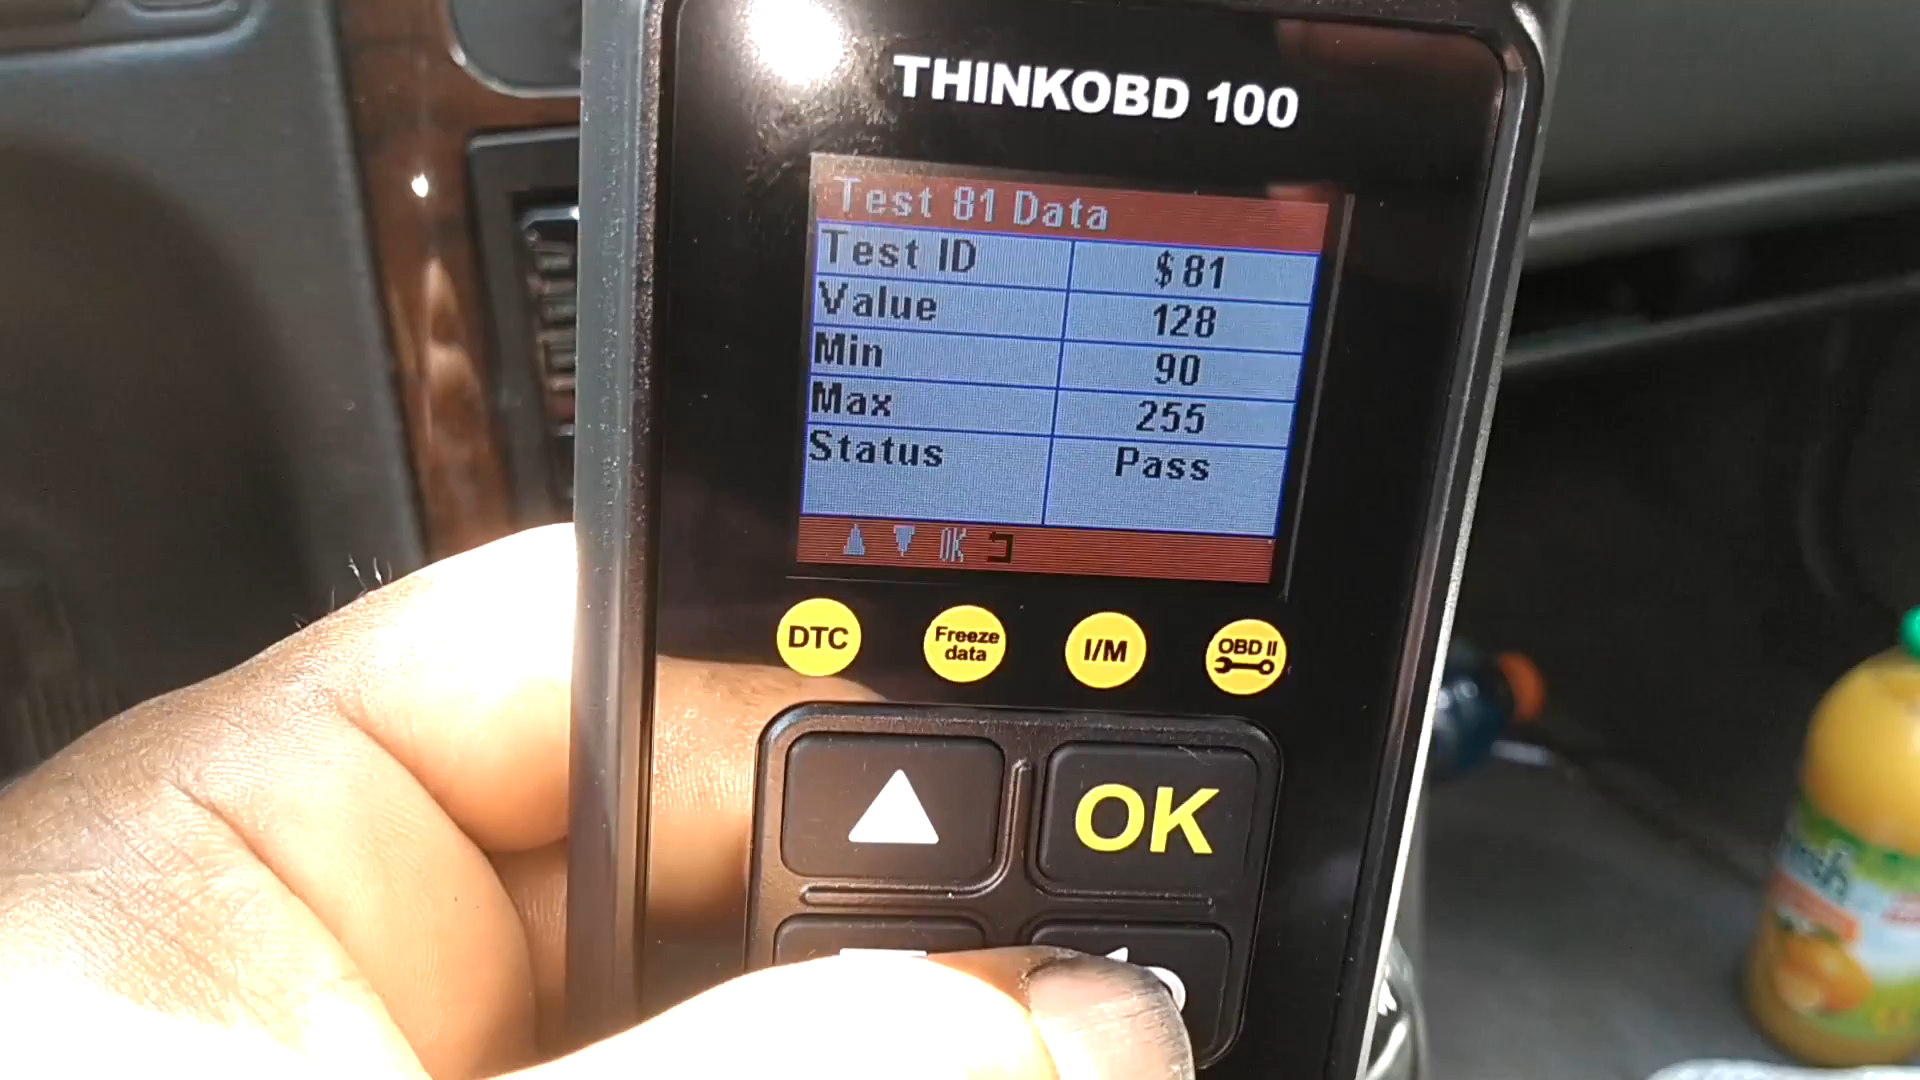 THINKOBD 100
Test 81 Data
Test ID $81
Value 128
Min 90
Max 255
Status Pass
OK
DTC
Freeze data
I/M
OBD II
OK